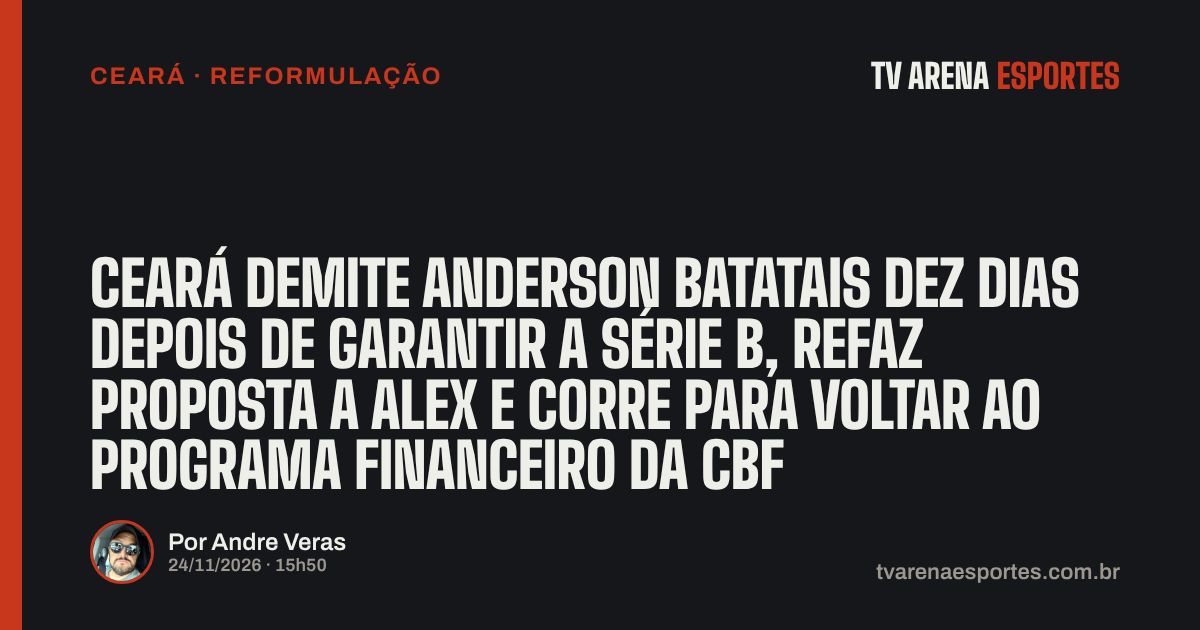 CEARÁ · REFORMULAÇÃO
TV ARENA ESPORTES
CEARÁ DEMITE ANDERSON BATATAIS DEZ DIAS
DEPOIS DE GARANTIR A SÉRIE B, REFAZ
PROPOSTA A ALEX E CORRE PARA VOLTAR AO
PROGRAMA FINANCEIRO DA CBF
Por Andre Veras
24/11/2026 · 15h50
tvarenaesportes.com.br